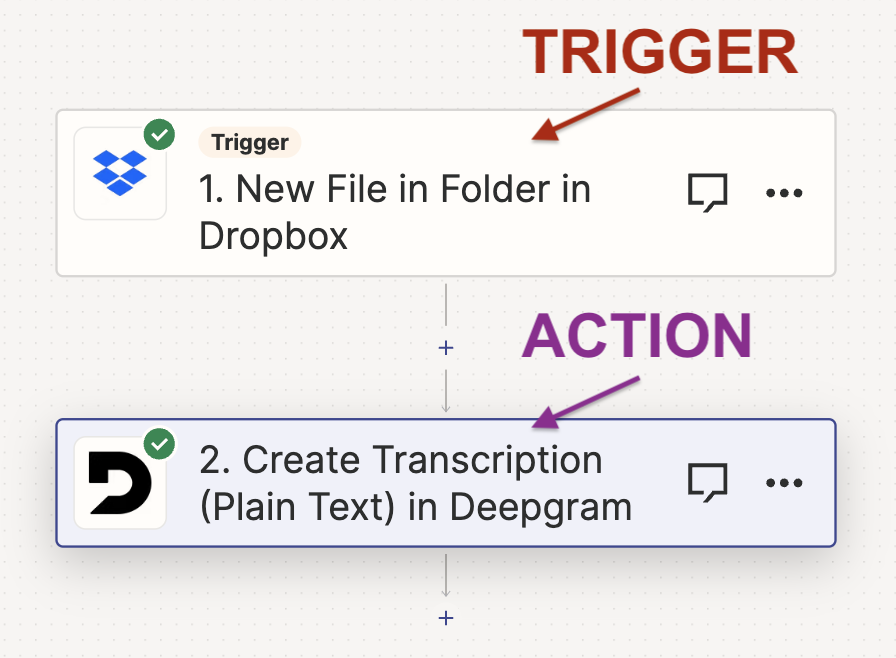 TRIGGER
Trigger
1. New File in Folder in
Dropbox
+
ACTION
2. Create Transcription
(Plain Text) in Deepgram
+